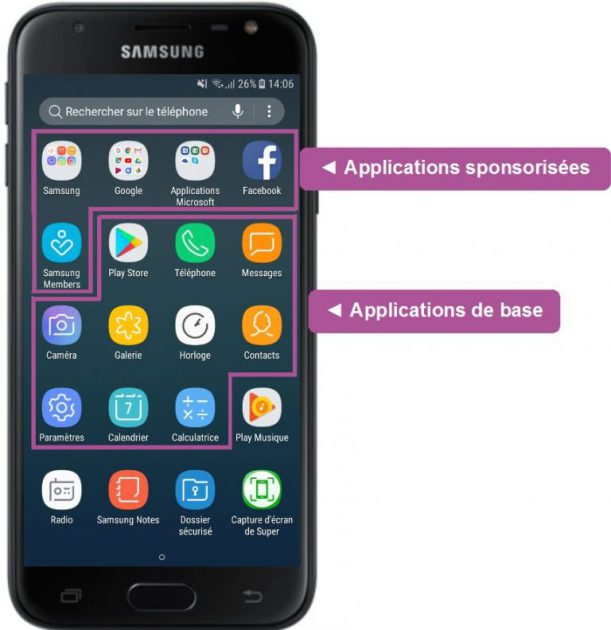 SAMSUNG
26% 14:06
Rechercher sur le téléphone
Samsung Google Applications Microsoft Facebook
◄ Applications sponsorisées
Samsung Members Play Store Téléphone Messages
◄ Applications de base
Caméra Galerie Horloge Contacts
7
Paramètres Calendrier Calculatrice Play Musique
Radio Samsung Notes Dossier sécurisé Capture d'écran de Super